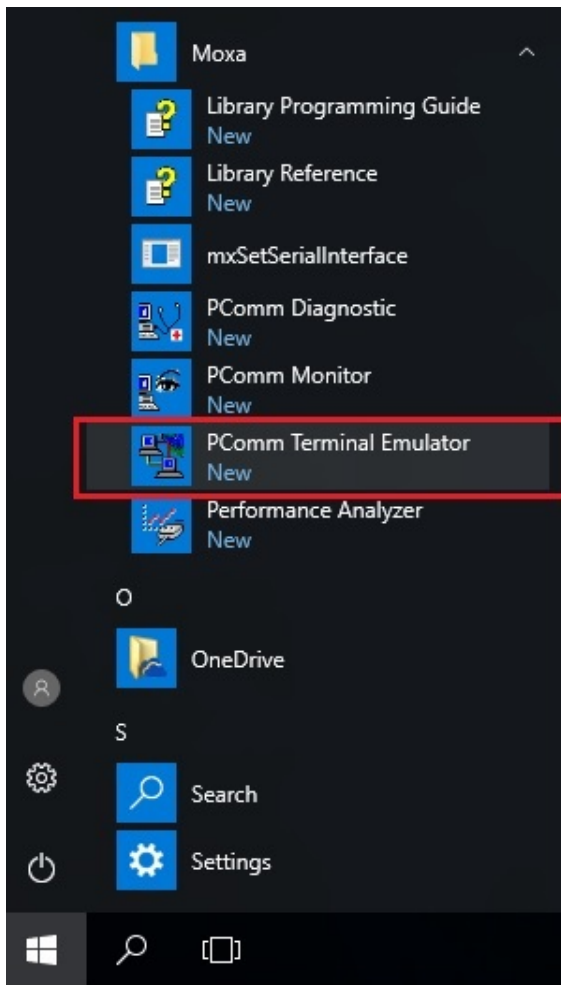 Moxa
Library Programming Guide
New
Library Reference
New
mxSetSerialInterface
PComm Diagnostic
New
PComm Monitor
New
PComm Terminal Emulator
New
Performance Analyzer
New
O
OneDrive
S
Search
Settings